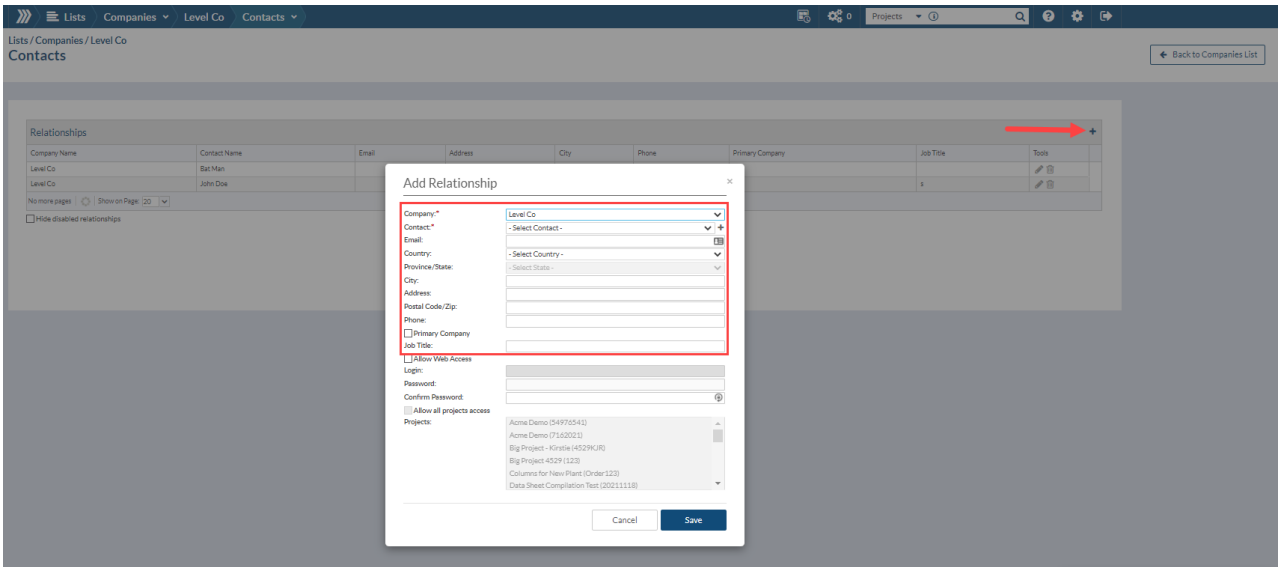 Lists Companies Level Co Contacts 0 Projects
Lists / Companies / Level Co
Contacts
Back to Companies List
Relationships
Company Name Contact Name Email Address City Phone Primary Company Job Title Tools
Level Co Bat Man
Level Co John Doe s
No more pages Show on Page: 20
Hide disabled relationships
Add Relationship ×
Company:* Level Co
Contact:* - Select Contact - +
Email:
Country: - Select Country -
Province/State: - Select State -
City:
Address:
Postal Code/Zip:
Phone:
Primary Company
Job Title:
Allow Web Access
Login:
Password:
Confirm Password:
Allow all projects access
Projects: Acme Demo (54976541)
Acme Demo (7162021)
Big Project - Kirstie (4529KJR)
Big Project 4529 (123)
Columns for New Plant (Order123)
Data Sheet Compilation Test (20211118)
Cancel Save